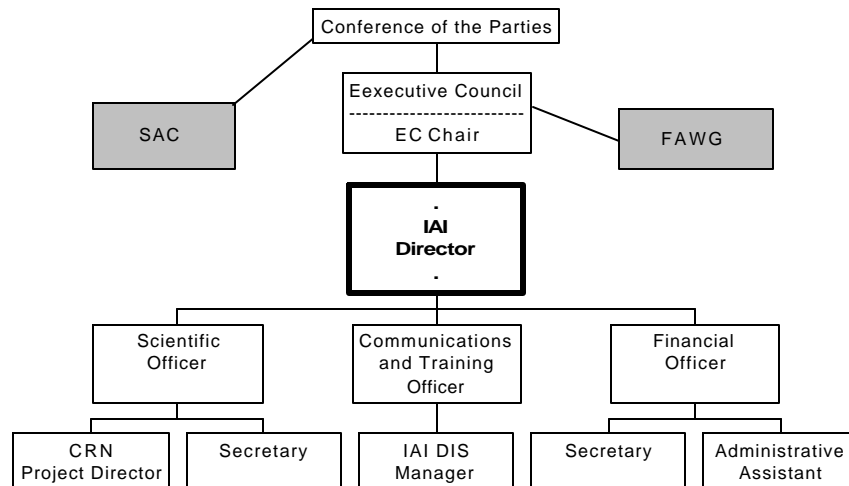 Conference of the Parties
Eexecutive Council
-------------------------
EC Chair
SAC
FAWG
-
IAI
Director
-
Scientific
Officer
Communications
and Training
Officer
Financial
Officer
CRN
Project Director
Secretary
IAI DIS
Manager
Secretary
Administrative
Assistant